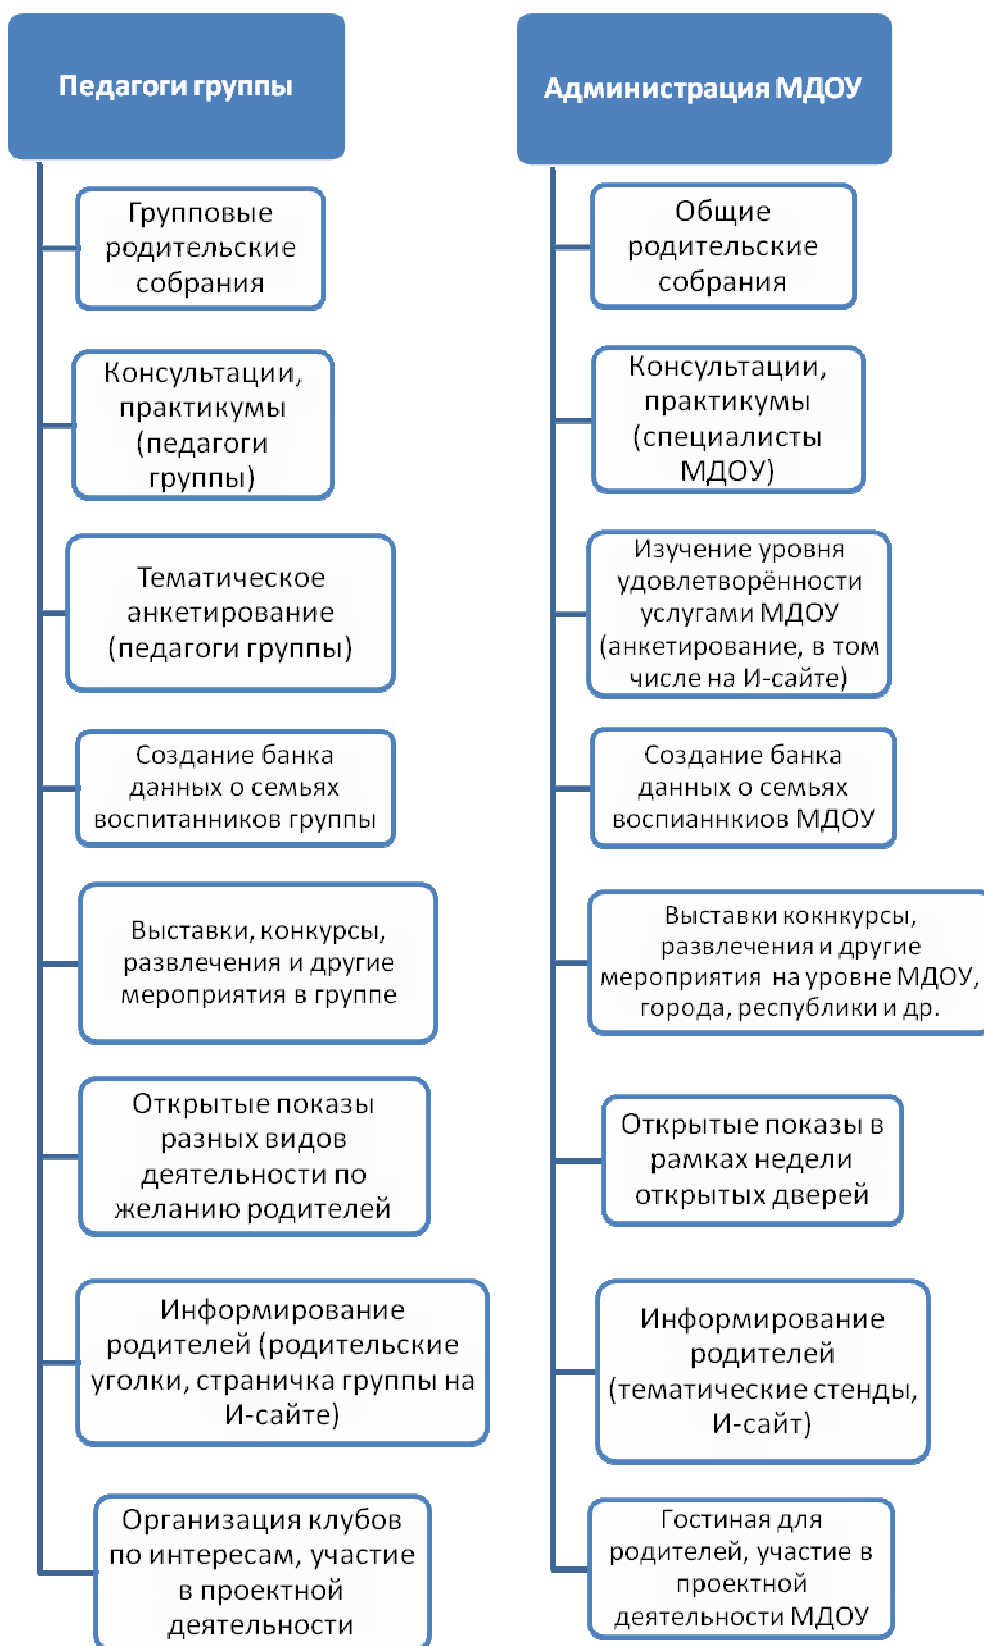 Педагоги группы
Групповые
родительские
собрания
Консультации,
практикумы
(педагоги
группы)
Тематическое
анкетирование
(педагоги группы)
Создание банка
данных о семьях
воспитанников группы
Выставки, конкурсы,
развлечения и другие
мероприятия в группе
Открытые показы
разных видов
деятельности по
желанию родителей
Информирование
родителей (родительские
уголки, страничка группы на
И-сайте)
Организация клубов
по интересам, участие
в проектной
деятельности
Администрация МДОУ
Общие
родительские
собрания
Консультации,
практикумы
(специалисты
МДОУ)
Изучение уровня
удовлетворённости
услугами МДОУ
(анкетирование, в том
числе на И-сайте)
Создание банка
данных о семьях
воспианнкиов МДОУ
Выставки кокнкурсы,
развлечения и другие
мероприятия на уровне МДОУ,
города, республики и др.
Открытые показы в
рамках недели
открытых дверей
Информирование
родителей
(тематические стенды,
И-сайт)
Гостиная для
родителей, участие в
проектной
деятельности МДОУ